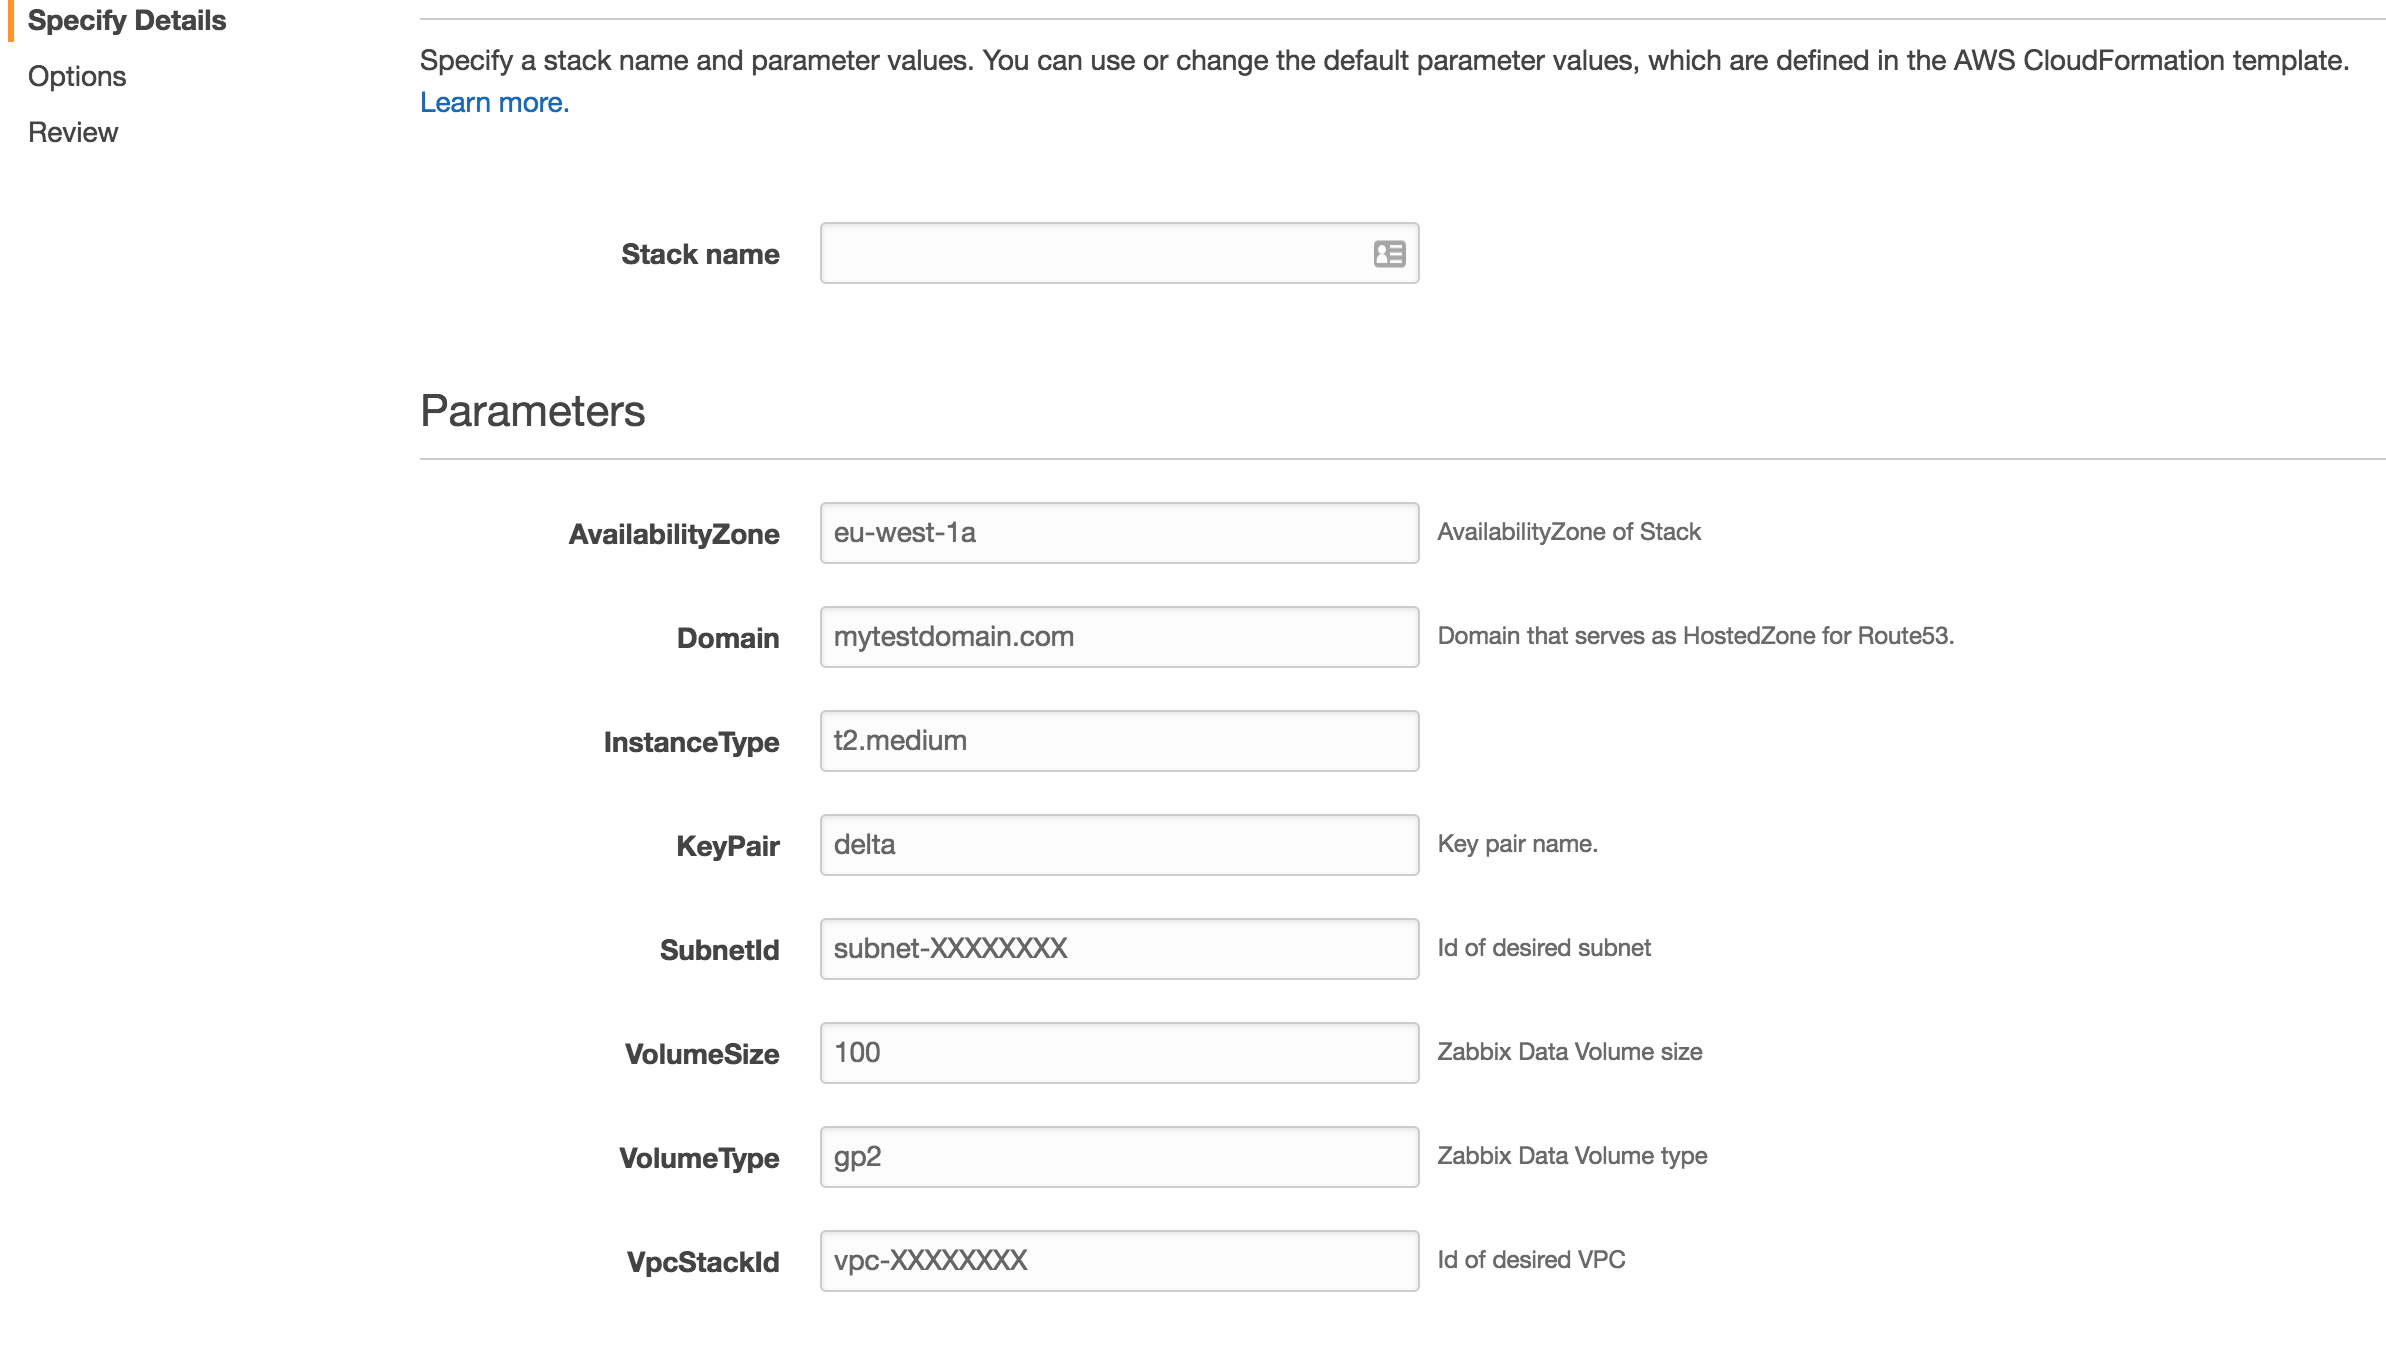 Specify Details
Options
Review
Specify a stack name and parameter values. You can use or change the default parameter values, which are defined in the AWS CloudFormation template.
Learn more.
Stack name
Parameters
AvailabilityZone eu-west-1a AvailabilityZone of Stack
Domain mytestdomain.com Domain that serves as HostedZone for Route53.
InstanceType t2.medium
KeyPair delta Key pair name.
SubnetId subnet-XXXXXXXX Id of desired subnet
VolumeSize 100 Zabbix Data Volume size
VolumeType gp2 Zabbix Data Volume type
VpcStackId vpc-XXXXXXXX Id of desired VPC